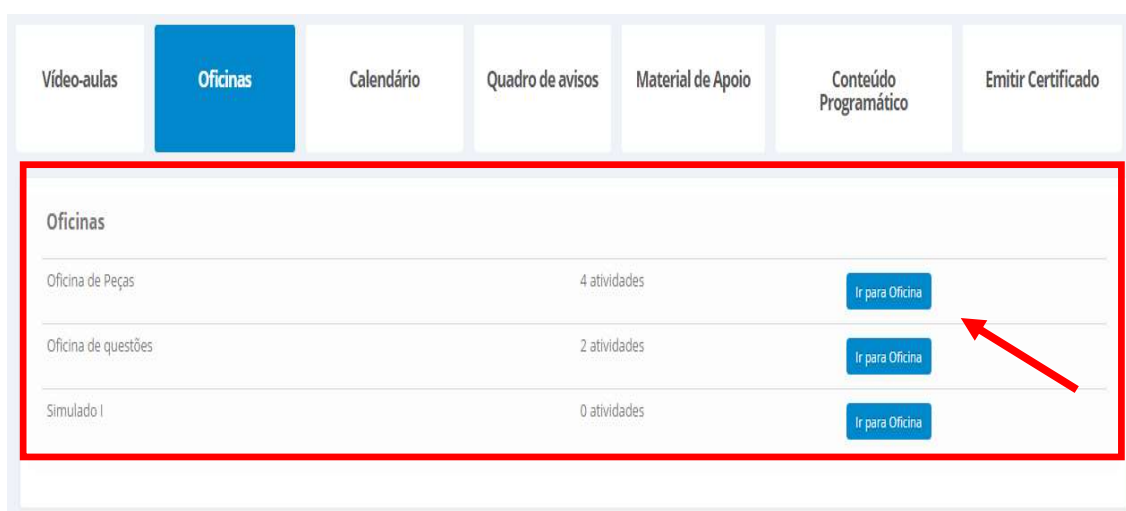 Vídeo-aulas
Oficinas
Calendário
Quadro de avisos
Material de Apoio
Conteúdo
Programático
Emitir Certificado
Oficinas
Oficina de Peças 4 atividades Ir para Oficina
Oficina de questões 2 atividades Ir para Oficina
Simulado I 0 atividades Ir para Oficina